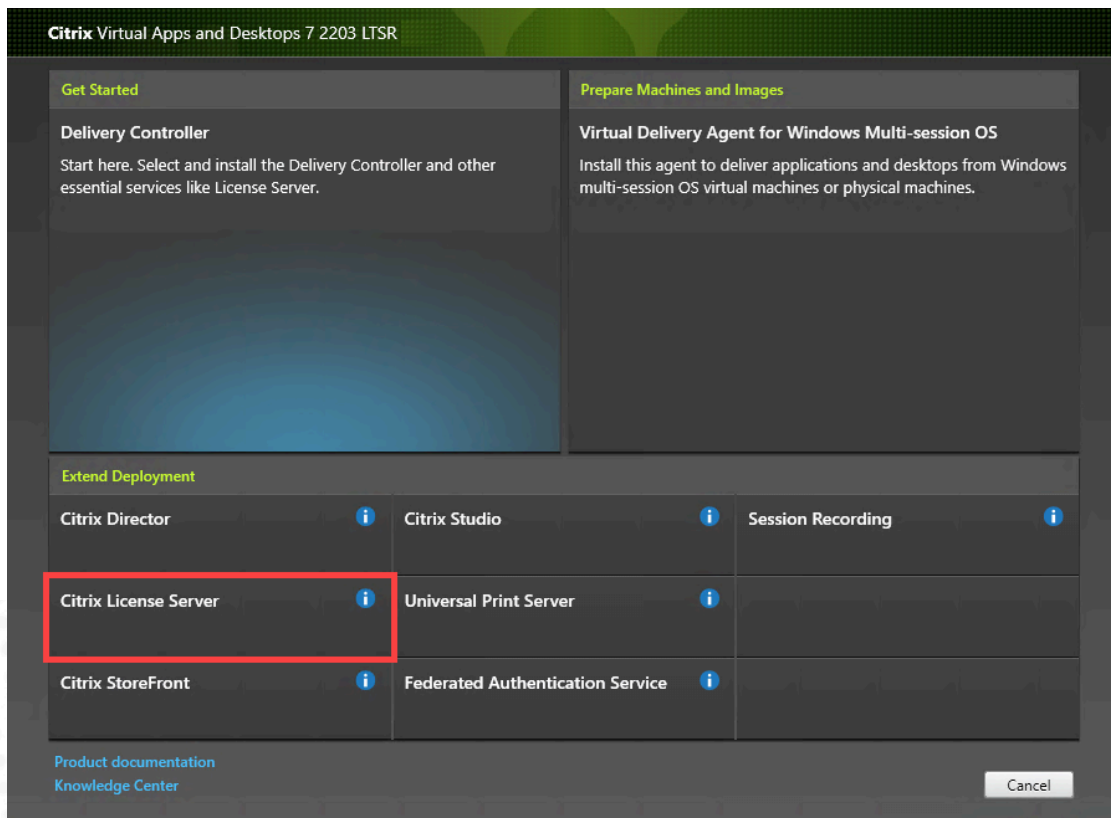 Citrix Virtual Apps and Desktops 7 2203 LTSR
Get Started
Delivery Controller
Start here. Select and install the Delivery Controller and other
essential services like License Server.
Prepare Machines and Images
Virtual Delivery Agent for Windows Multi-session OS
Install this agent to deliver applications and desktops from Windows
multi-session OS virtual machines or physical machines.
Extend Deployment
Citrix Director
Citrix Studio
Session Recording
Citrix License Server
Universal Print Server
Citrix StoreFront
Federated Authentication Service
Product documentation
Knowledge Center
Cancel